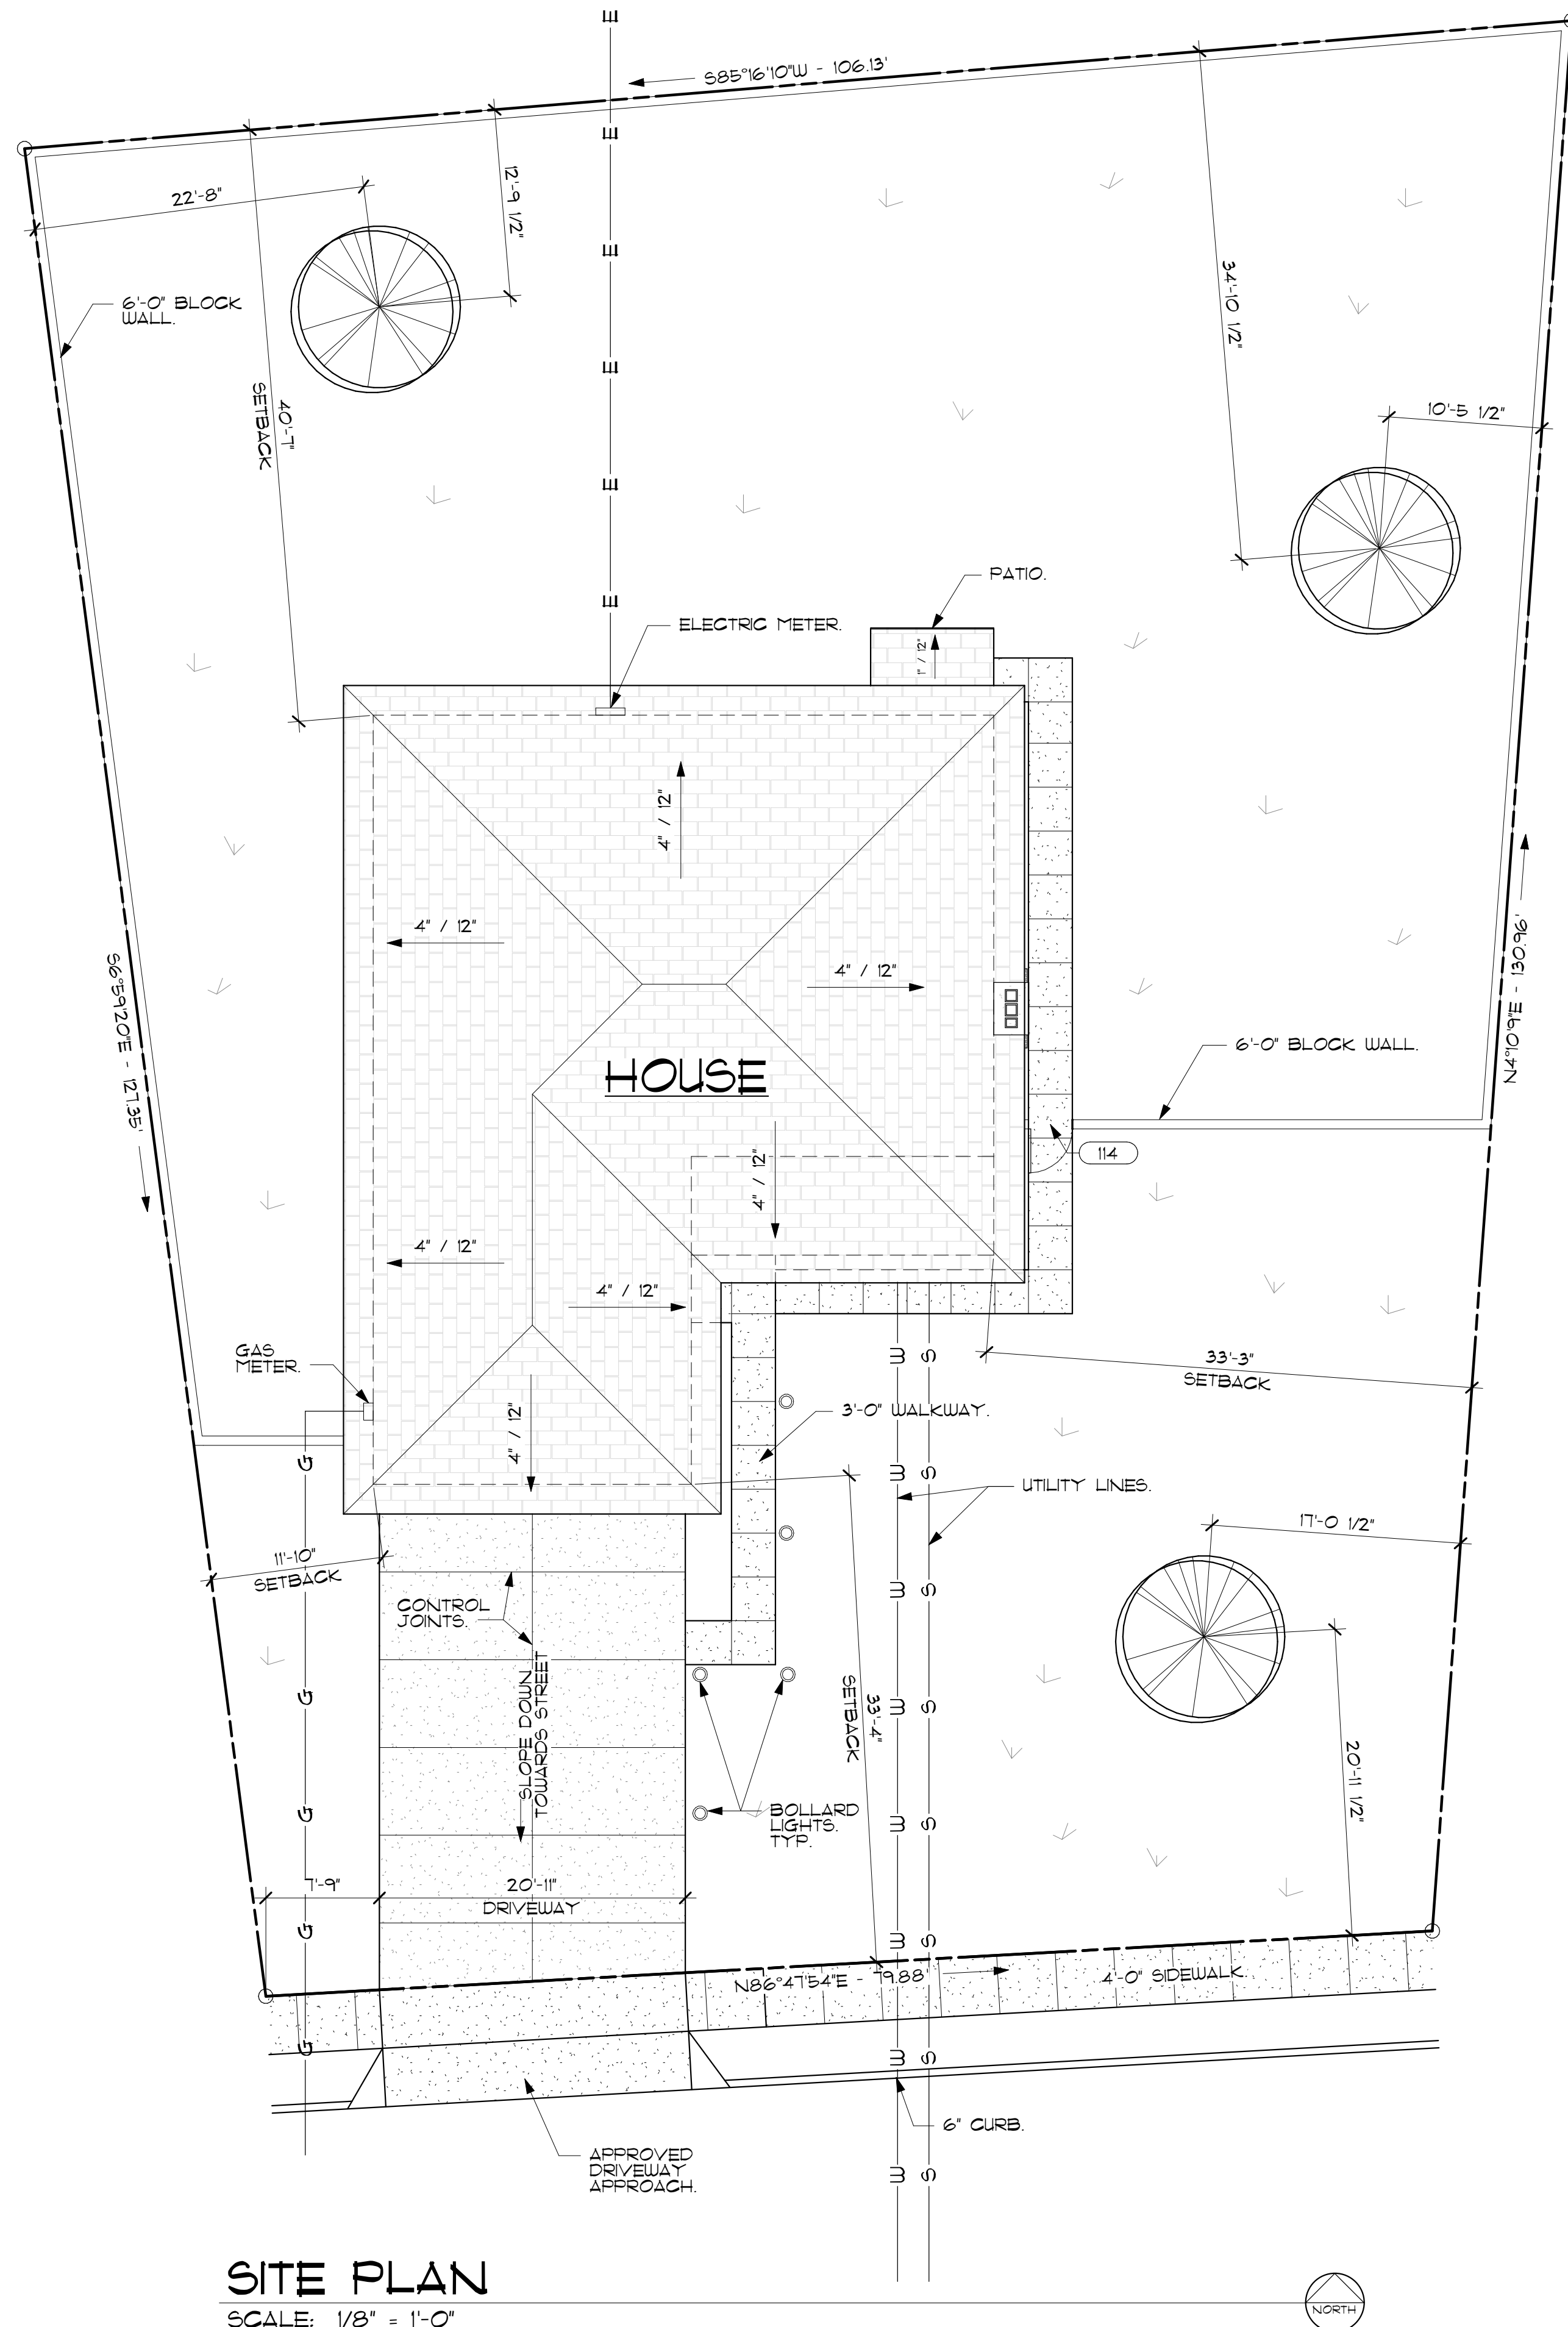 E
S85°16'10"W - 106.13'
E
22'-8"
12'-9 1/2"
E
6'-0" BLOCK
WALL.
34'-10 1/2"
E
40'-7"
SETBACK
10'-5 1/2"
E
PATIO.
E
ELECTRIC METER.
1" / 12"
4" / 12"
4" / 12"
4" / 12"
S6°59'20"E - 127.35'
N4°10'9"E - 130.96'
6'-0" BLOCK WALL.
HOUSE
114
4" / 12"
4" / 12"
4" / 12"
GAS
METER.
W S
33'-3"
SETBACK
4" / 12"
3'-0" WALKWAY.
G
W S
UTILITY LINES.
17'-0 1/2"
11'-10"
SETBACK
CONTROL
JOINTS.
W S
SLOPE DOWN
TOWARDS STREET
G
33'-4"
SETBACK
W S
20'-11 1/2"
G
BOLLARD
LIGHTS.
TYP.
W S
7'-9"
20'-11"
DRIVEWAY
G
W S
N86°47'54"E - 79.88'
4'-0" SIDEWALK.
G
W S
6" CURB.
APPROVED
DRIVEWAY
APPROACH.
W S
SITE PLAN
NORTH
SCALE: 1/8" = 1'-0"